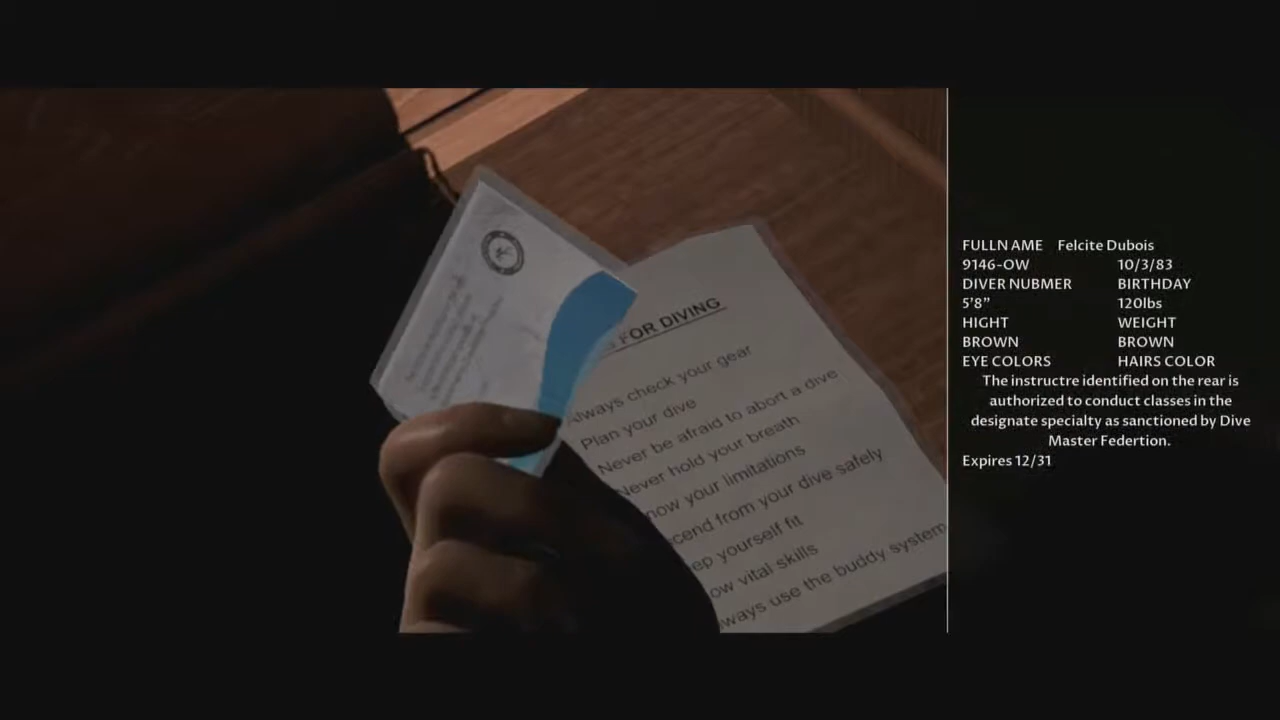 FOR DIVING
Always check your gear
Plan your dive
Never be afraid to abort a dive
Never hold your breath
now your limitations
cend from your dive safely
ep yourself fit
ow vital skills
ways use the buddy system
FULLN AME Felcite Dubois
9146-OW 10/3/83
DIVER NUBMER BIRTHDAY
5'8” 120lbs
HIGHT WEIGHT
BROWN BROWN
EYE COLORS HAIRS COLOR
The instructre identified on the rear is
authorized to conduct classes in the
designate specialty as sanctioned by Dive
Master Federtion.
Expires 12/31